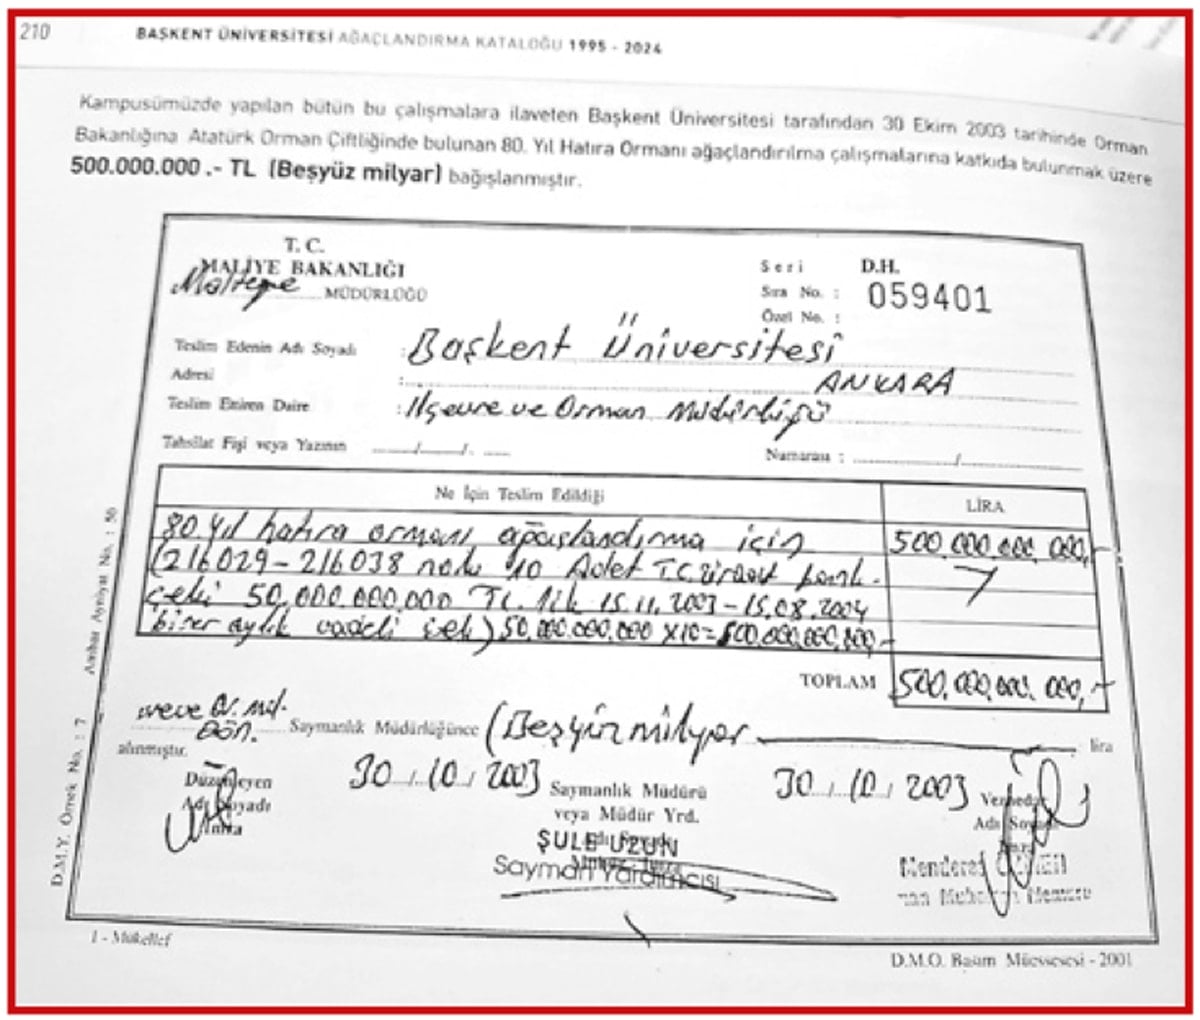 210
BAŞKENT ÜNİVERSİTESİ AĞAÇLANDIRMA KATALOĞU 1995 - 2024
Kampusümüzde yapılan bütün bu çalışmalara ilaveten Başkent Üniversitesi tarafından 30 Ekim 2003 tarihinde Orman
Bakanlığına Atatürk Orman Çiftliğinde bulunan 80. Yıl Hatıra Ormanı ağaçlandırılma çalışmalarına katkıda bulunmak üzere
500.000.000 .- TL (Beşyüz milyar) bağışlanmıştır.
T. C.
MALİYE BAKANLIĞI
Maltepe MÜDÜRLÜĞÜ
Seri D.H.
Sıra No. : 059401
Özel No. :
Teslim Edenin Adı Soyadı : Başkent Üniversitesi
Adresi : ANKARA
Teslim Ettiren Daire : İl Çevre ve Orman Müdürlüğü
Tahsilat Fişi veya Yazının / /
Numarası : /
Ne İçin Teslim Edildiği LİRA
80. yıl hatıra ormanı ağaçlandırma için 500.000.000.000,-
(216029-216038 nolu 10 Adet T.C. Ziraat bank.
çeki 50.000.000.000 TL. lik 15.11.2003-15.08.2004
birer aylık vadeli çek) 50.000.000.000 x10=500.000.000.000,-
TOPLAM 500.000.000.000,-
Saymanlık Müdürlüğünce (Beşyüzmilyar lira
alınmıştır.
30/10/2003 30/10/2003
Düzenleyen
Adı Soyadı
İmza
Saymanlık Müdürü
veya Müdür Yrd.
ŞULE UZUN
Sayman Yardımcısı
Veznedar
Adı Soyadı
Menderes
D.M.Y. Örnek No. : 7 Ambar Ayniyat No. : 56
1 - Mükellef
D.M.O. Basım Müessesesi - 2001